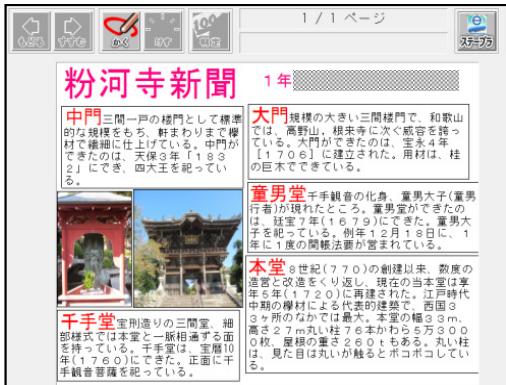 もどる
すすむ
かく
けす
100
判定
1 / 1 ページ
ステープラ
粉河寺新聞 1年
中門三間一戸の楼門として標準
的な規模をもち、軒まわりまで欅
材で繊細に仕上げている。中門が
できたのは、天保3年「183
2」にでき、四大王を祀ってい
る。
大門規模の大きい三間楼門で、和歌山
では、高野山，根来寺に次ぐ威容を誇っ
ている。大門ができたのは、宝永4年
[1706]に建立された。用材は、桂
の巨木でできている。
童男堂千手観音の化身、童男大子(童男
行者)が現れたところ。童男堂ができたの
は、廷宝7年(1679)にできた。童男大
子を祀っている。例年12月18日に、1
年に1度の開帳法要が営まれている。
千手堂宝刑造りの三間堂、細
部様式では本堂と一脈相通ずる面
を持っている。千手堂は、宝暦10
年(1760)にできた。正面に千
手観音菩薩を祀っている。
本堂8世紀(770)の創建以来、数度の
造営と改造をくり返し、現在の当本堂は享
年5年(1720)に再建された。江戸時代
中期の欅材による代表的建築で、西国3
3ヶ所のなかでは最大。本堂の幅33m、
高さ27m丸い柱76本かわら5万300
0枚、屋根の重さ260tもある。丸い柱
は、見た目は丸いが触るとボコボコしてい
る。